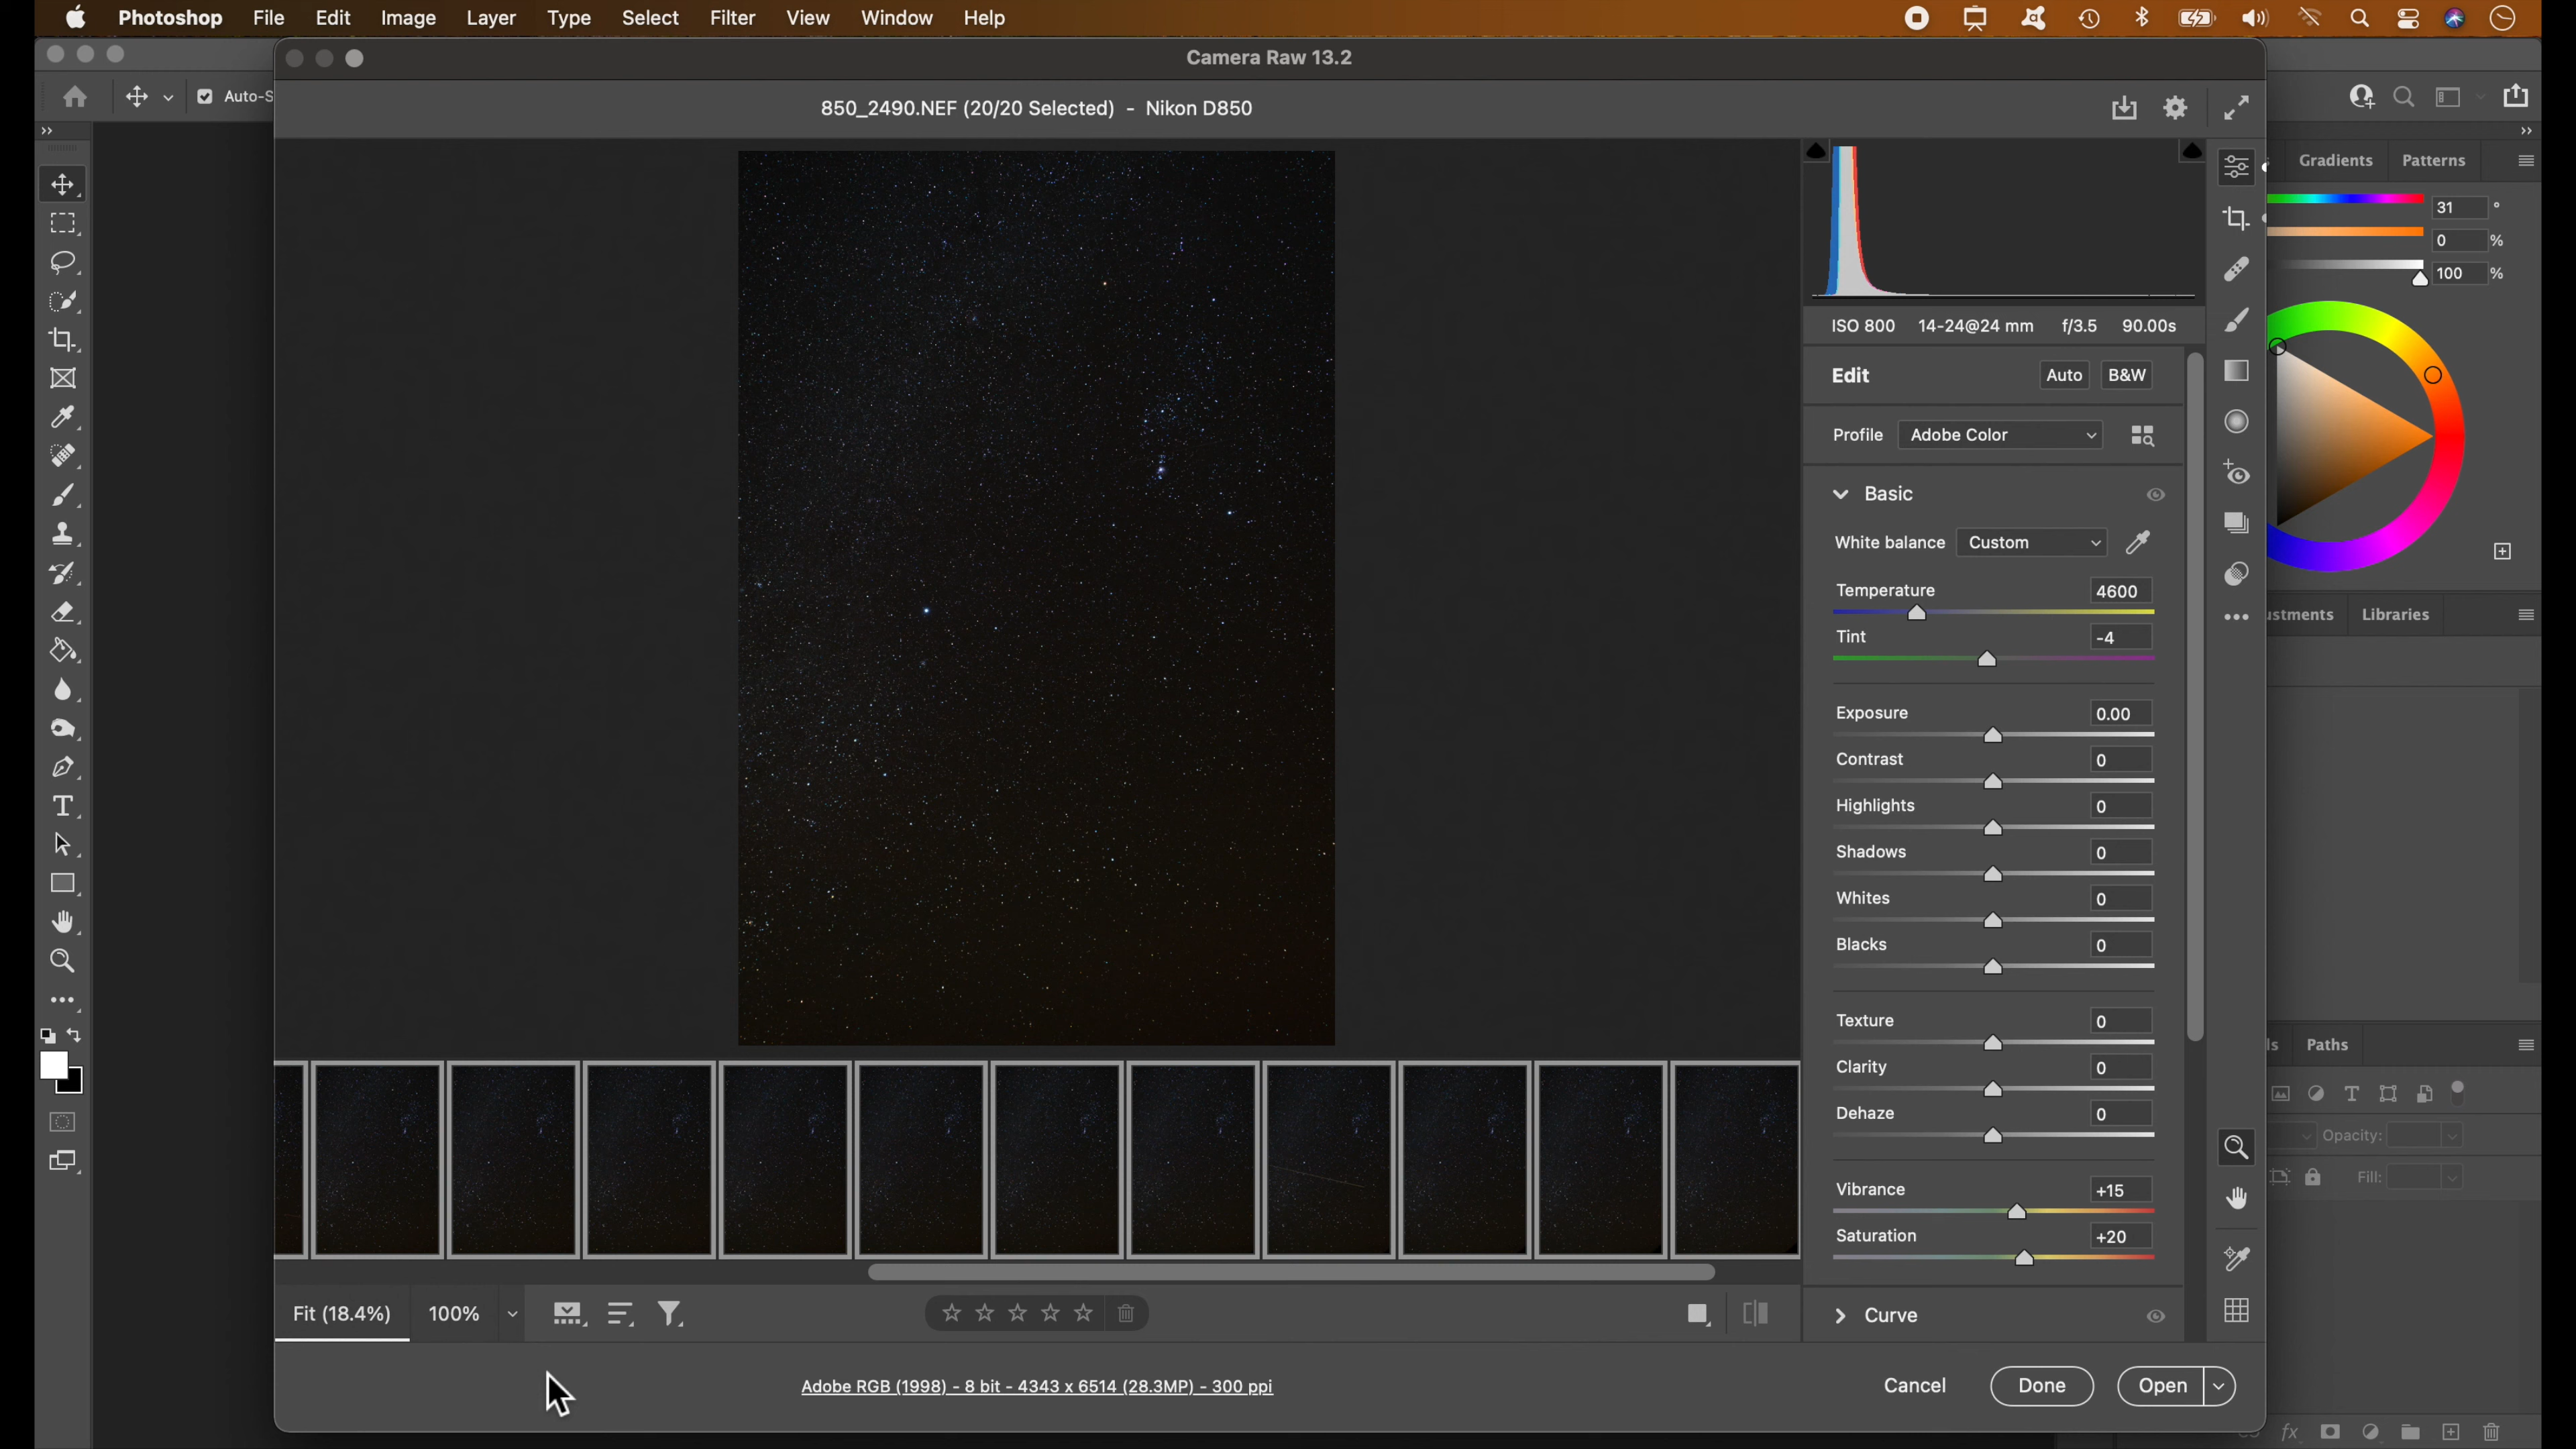 Photoshop File Edit Image Layer Type Select Filter View Window Help
Camera Raw 13.2
Auto-S
850_2490.NEF (20/20 Selected) - Nikon D850
Gradients Patterns
31 °
0 %
100 %
ISO 800 14-24@24 mm f/3.5 90.00s
Edit Auto B&W
Profile Adobe Color
Basic
White balance Custom
Temperature 4600
Tint -4
ustments Libraries
Exposure 0.00
Contrast 0
Highlights 0
Shadows 0
Whites 0
Blacks 0
Texture 0
ls Paths
Clarity 0
Dehaze 0
Opacity:
Fill:
Vibrance +15
Saturation +20
Fit (18.4%) 100%
Curve
Adobe RGB (1998) - 8 bit - 4343 x 6514 (28.3MP) - 300 ppi
Cancel Done Open
fx